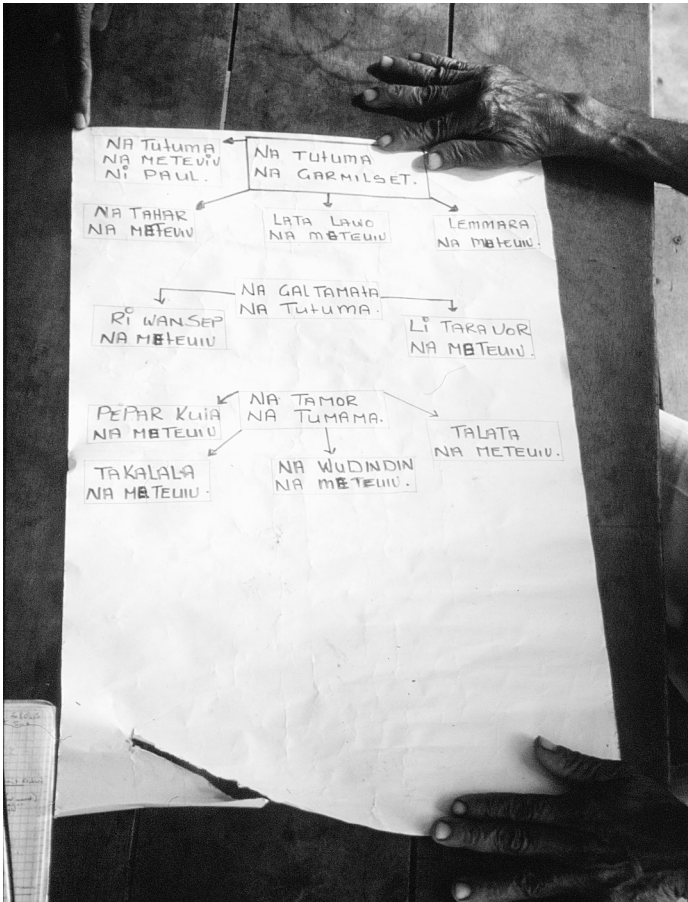 NA TUTUMA
NA METEVIV
NI PAUL.
NA TUTUMA
NA GARMILSET.
NA TAHAR
NA METEUIU
LATA LAWO
NA METEUIU
LEMMARA
NA METEUIU.
NA GALTAMATA
NA TUTUMA.
RI WANSEP
NA METEUIU
LI TARAVOR
NA METEUIU.
NA TAMOR
NA TUMAMA.
PEPAR KUIA
NA METEUIU
TALATA
NA METEUIU.
TAKALALA
NA METEUIU.
NA WUDINDIN
NA METEUIU.